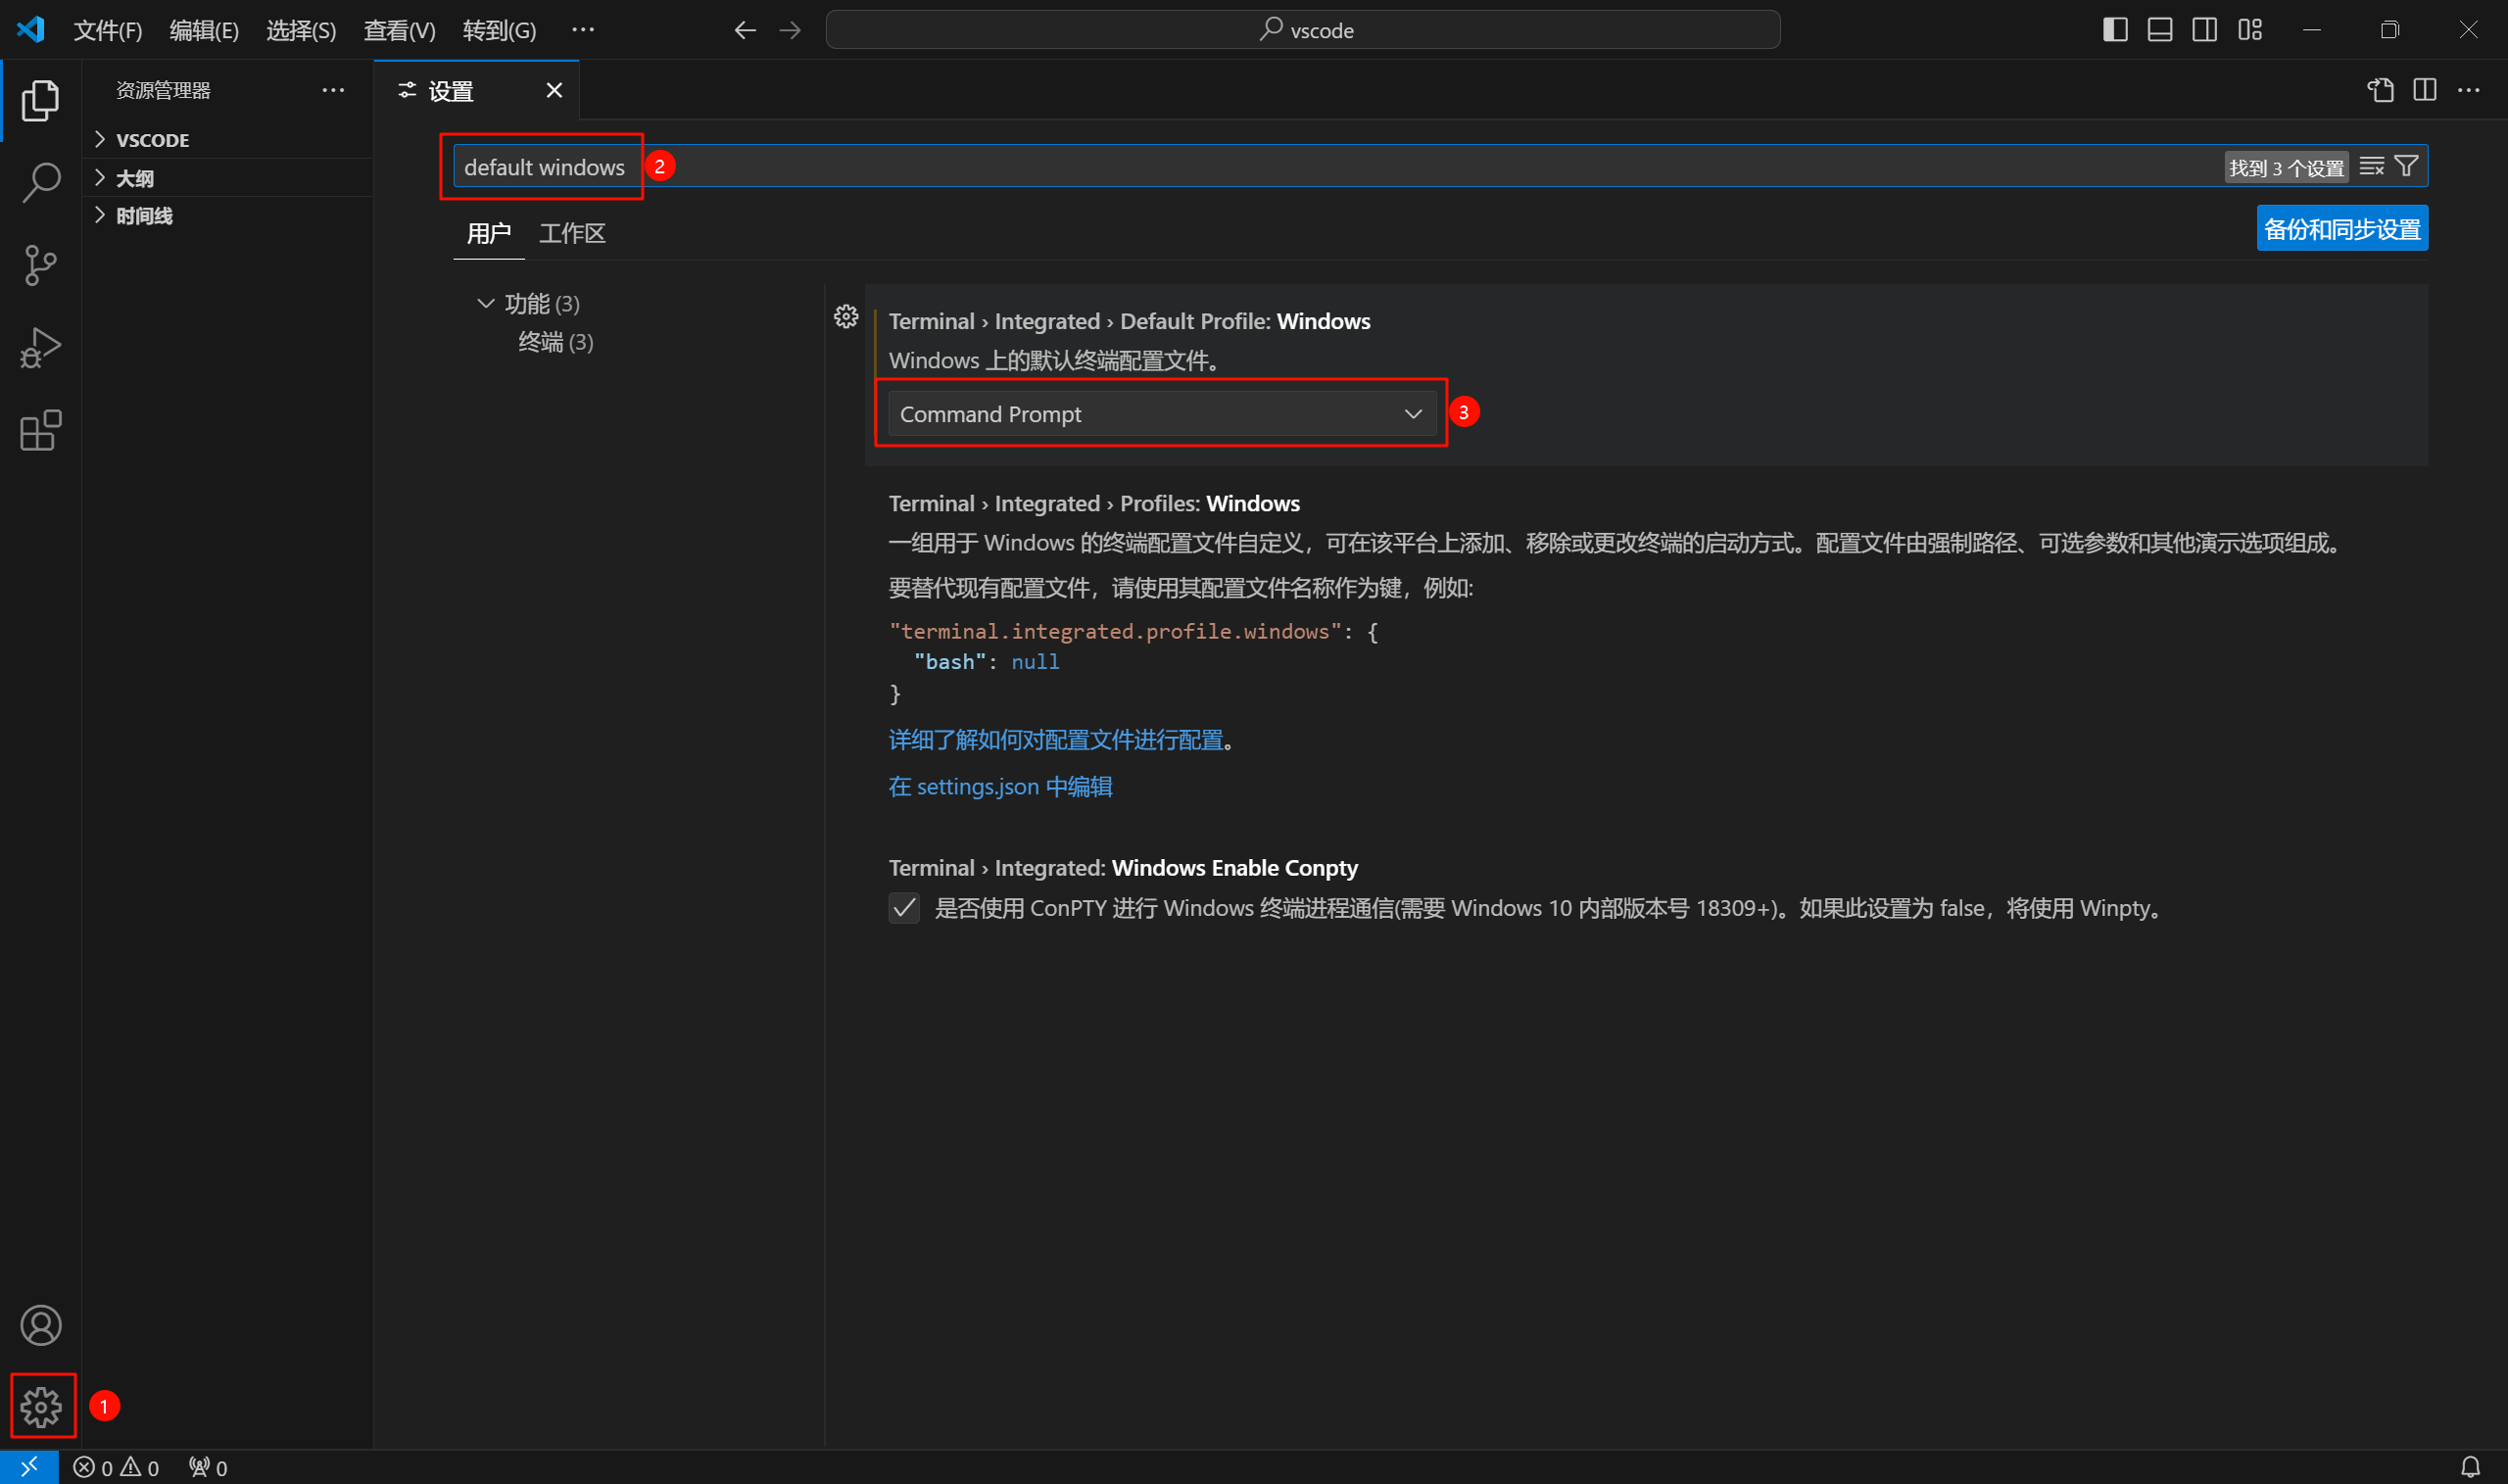 文件(F) 编辑(E) 选择(S) 查看(V) 转到(G) ··· vscode
资源管理器 ···
设置
VSCODE
大纲
时间线
default windows 2 找到 3 个设置
用户 工作区 备份和同步设置
功能 (3)
终端 (3)
Terminal › Integrated › Default Profile: Windows
Windows 上的默认终端配置文件。
Command Prompt 3
Terminal › Integrated › Profiles: Windows
一组用于 Windows 的终端配置文件自定义，可在该平台上添加、移除或更改终端的启动方式。配置文件由强制路径、可选参数和其他演示选项组成。
要替代现有配置文件，请使用其配置文件名称作为键，例如:
"terminal.integrated.profile.windows": {
"bash": null
}
详细了解如何对配置文件进行配置。
在 settings.json 中编辑
Terminal › Integrated: Windows Enable Conpty
是否使用 ConPTY 进行 Windows 终端进程通信(需要 Windows 10 内部版本号 18309+)。如果此设置为 false，将使用 Winpty。
1
0 0 0